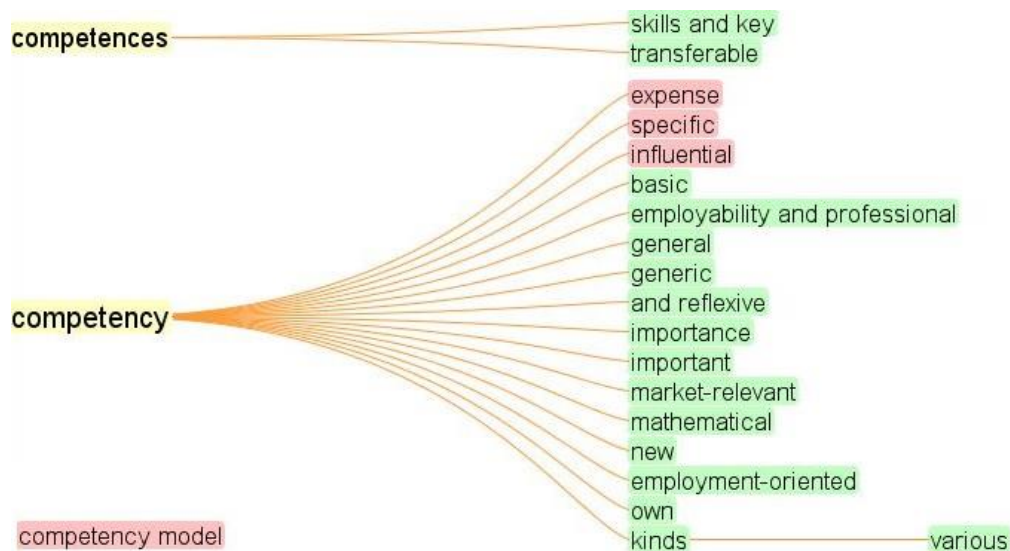 competences
skills and key
transferable
competency
expense
specific
influential
basic
employability and professional
general
generic
and reflexive
importance
important
market-relevant
mathematical
new
employment-oriented
own
kinds
various
competency model